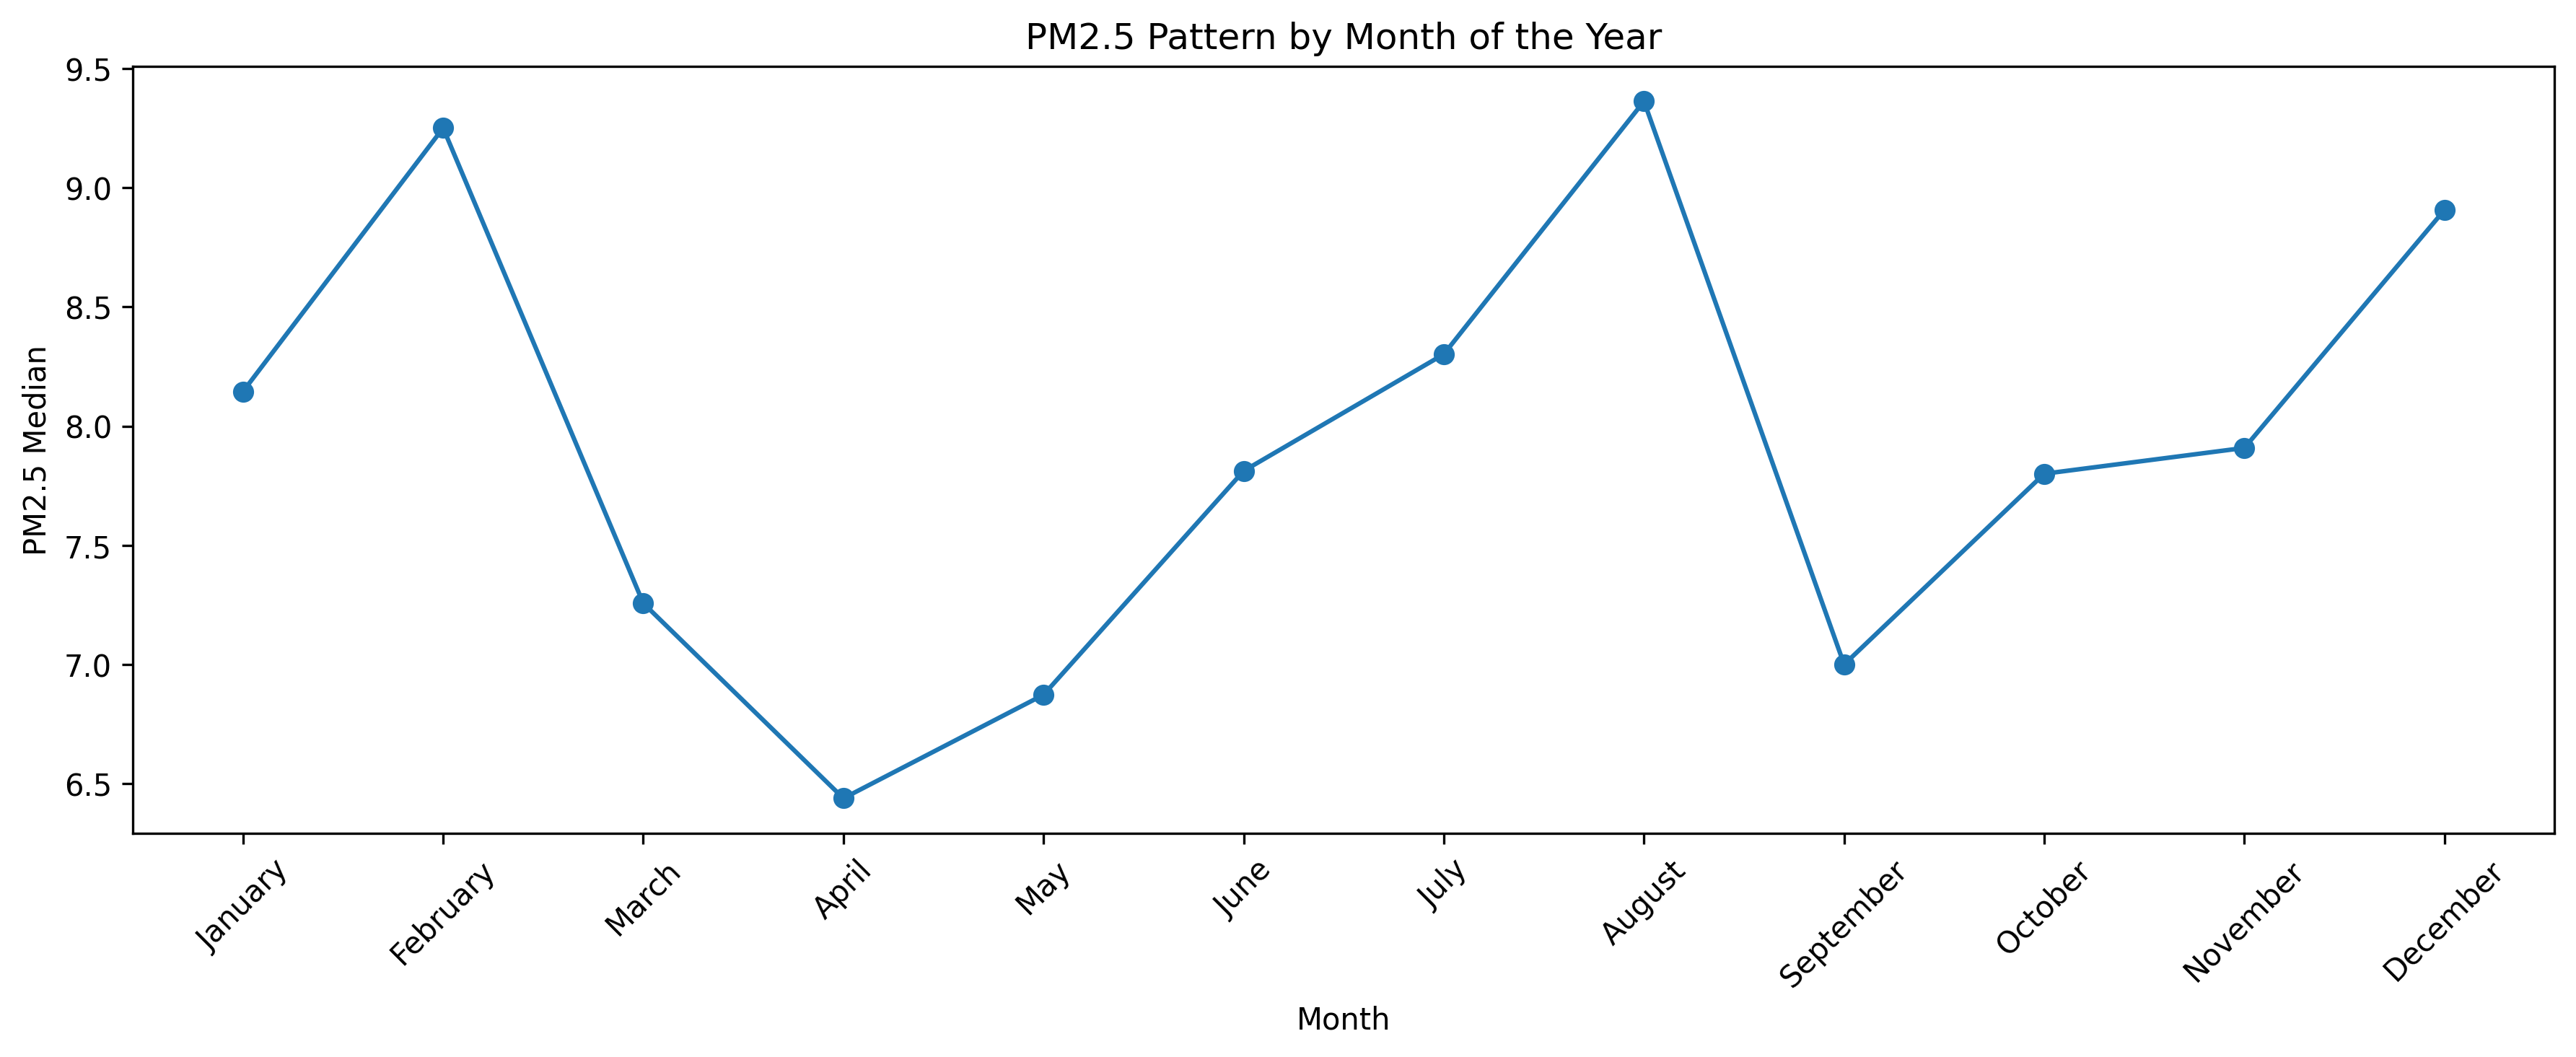 PM2.5 Pattern by Month of the Year
PM2.5 Median
9.5
9.0
8.5
8.0
7.5
7.0
6.5
January
February
March
April
May
June
July
August
September
October
November
December
Month